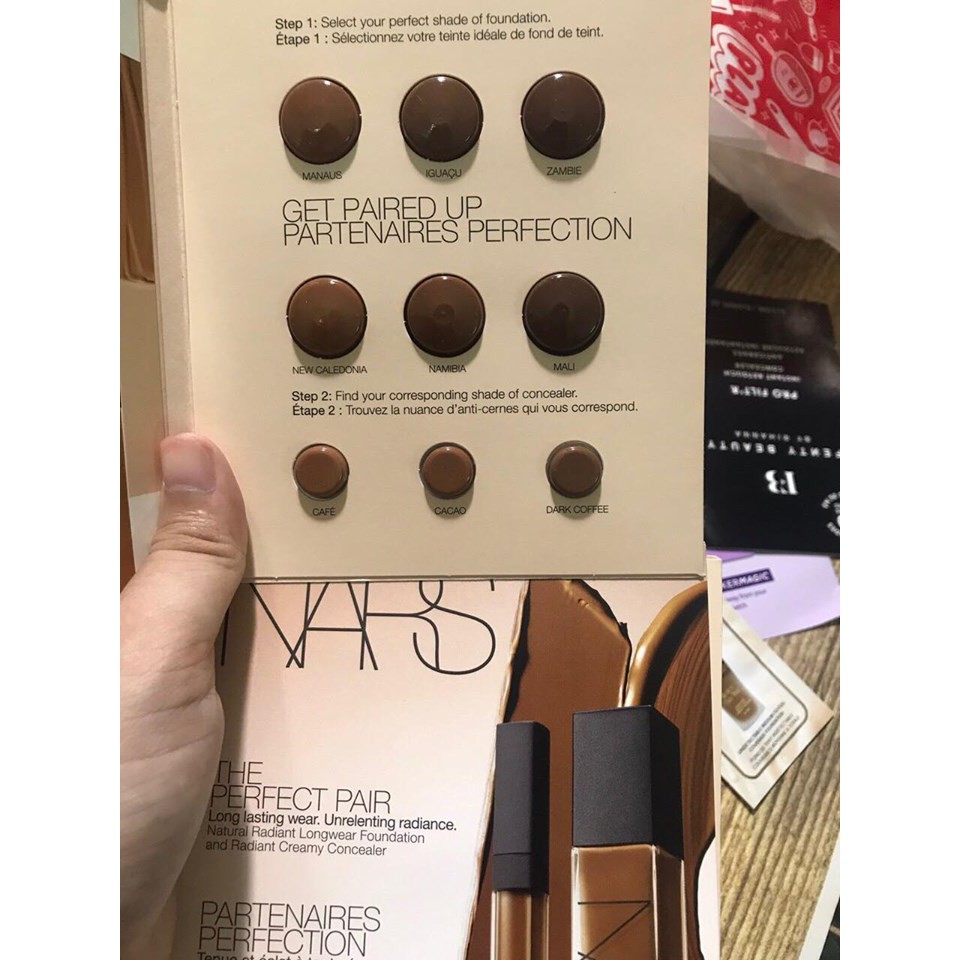 Step 1: Select your perfect shade of foundation.
Étape 1 : Sélectionnez votre teinte idéale de fond de teint.
MANAUS
IGUAÇU
ZAMBIE
GET PAIRED UP
PARTENAIRES PERFECTION
NEW CALEDONIA
NAMIBIA
MALI
Step 2: Find your corresponding shade of concealer.
Étape 2 : Trouvez la nuance d'anti-cernes qui vous correspond.
CAFÉ
CACAO
DARK COFFEE
NARS
THE
PERFECT PAIR
Long lasting wear. Unrelenting radiance.
Natural Radiant Longwear Foundation
and Radiant Creamy Concealer
PARTENAIRES
PERFECTION
PRO FILT'R
INSTANT RETOUCH
CONCEALER
FENTY BEAUTY
BY RIHANNA